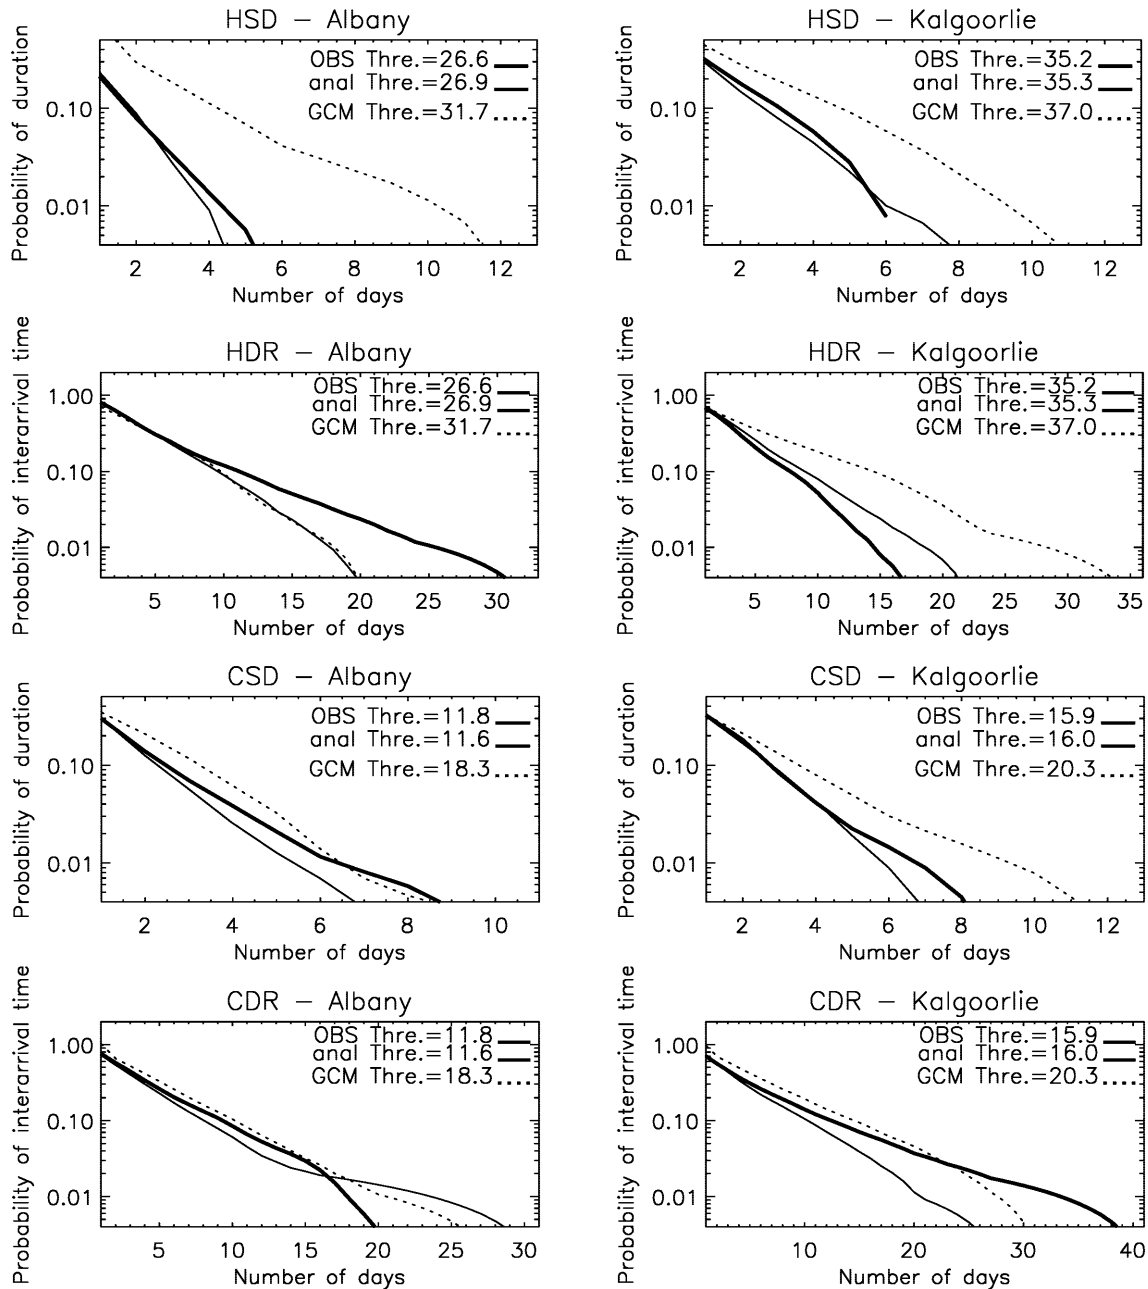 HSD – Albany
Probability of duration
OBS Thre.=26.6
anal Thre.=26.9
GCM Thre.=31.7
0.10
0.01
2 4 6 8 10 12
Number of days
HSD – Kalgoorlie
Probability of duration
OBS Thre.=35.2
anal Thre.=35.3
GCM Thre.=37.0
0.10
0.01
2 4 6 8 10 12
Number of days
HDR – Albany
Probability of interarrival time
OBS Thre.=26.6
anal Thre.=26.9
GCM Thre.=31.7
1.00
0.10
0.01
5 10 15 20 25 30
Number of days
HDR – Kalgoorlie
Probability of interarrival time
OBS Thre.=35.2
anal Thre.=35.3
GCM Thre.=37.0
1.00
0.10
0.01
5 10 15 20 25 30 35
Number of days
CSD – Albany
Probability of duration
OBS Thre.=11.8
anal Thre.=11.6
GCM Thre.=18.3
0.10
0.01
2 4 6 8 10
Number of days
CSD – Kalgoorlie
Probability of duration
OBS Thre.=15.9
anal Thre.=16.0
GCM Thre.=20.3
0.10
0.01
2 4 6 8 10 12
Number of days
CDR – Albany
Probability of interarrival time
OBS Thre.=11.8
anal Thre.=11.6
GCM Thre.=18.3
1.00
0.10
0.01
5 10 15 20 25 30
Number of days
CDR – Kalgoorlie
Probability of interarrival time
OBS Thre.=15.9
anal Thre.=16.0
GCM Thre.=20.3
1.00
0.10
0.01
10 20 30 40
Number of days